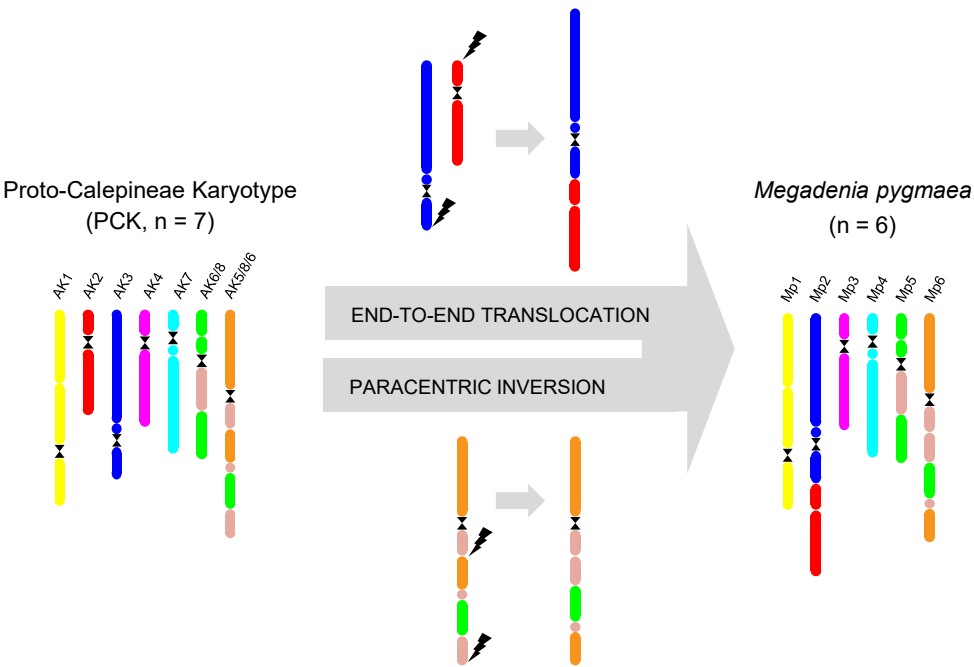 Proto-Calepineae Karyotype
(PCK, n = 7)
AK1
AK2
AK3
AK4
AK7
AK6/8
AK5/8/6
END-TO-END TRANSLOCATION
PARACENTRIC INVERSION
Megadenia pygmaea
(n = 6)
Mp1
Mp2
Mp3
Mp4
Mp5
Mp6